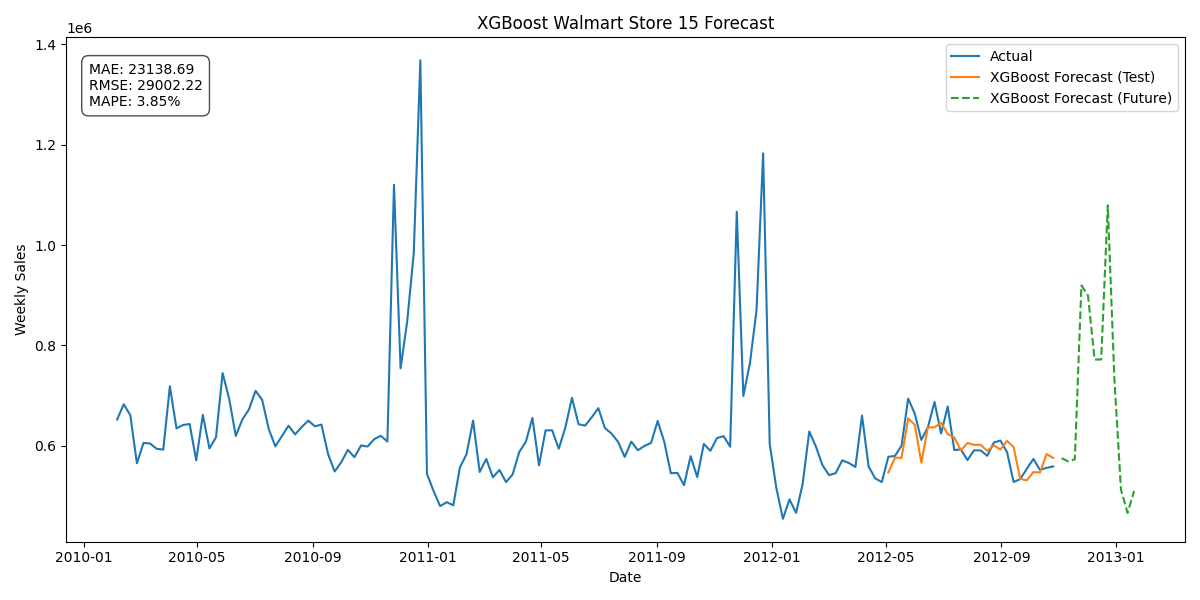 XGBoost Walmart Store 15 Forecast
1e6
1.4
1.2
1.0
0.8
0.6
Weekly Sales
MAE: 23138.69
RMSE: 29002.22
MAPE: 3.85%
Actual
XGBoost Forecast (Test)
XGBoost Forecast (Future)
2010-01
2010-05
2010-09
2011-01
2011-05
2011-09
2012-01
2012-05
2012-09
2013-01
Date